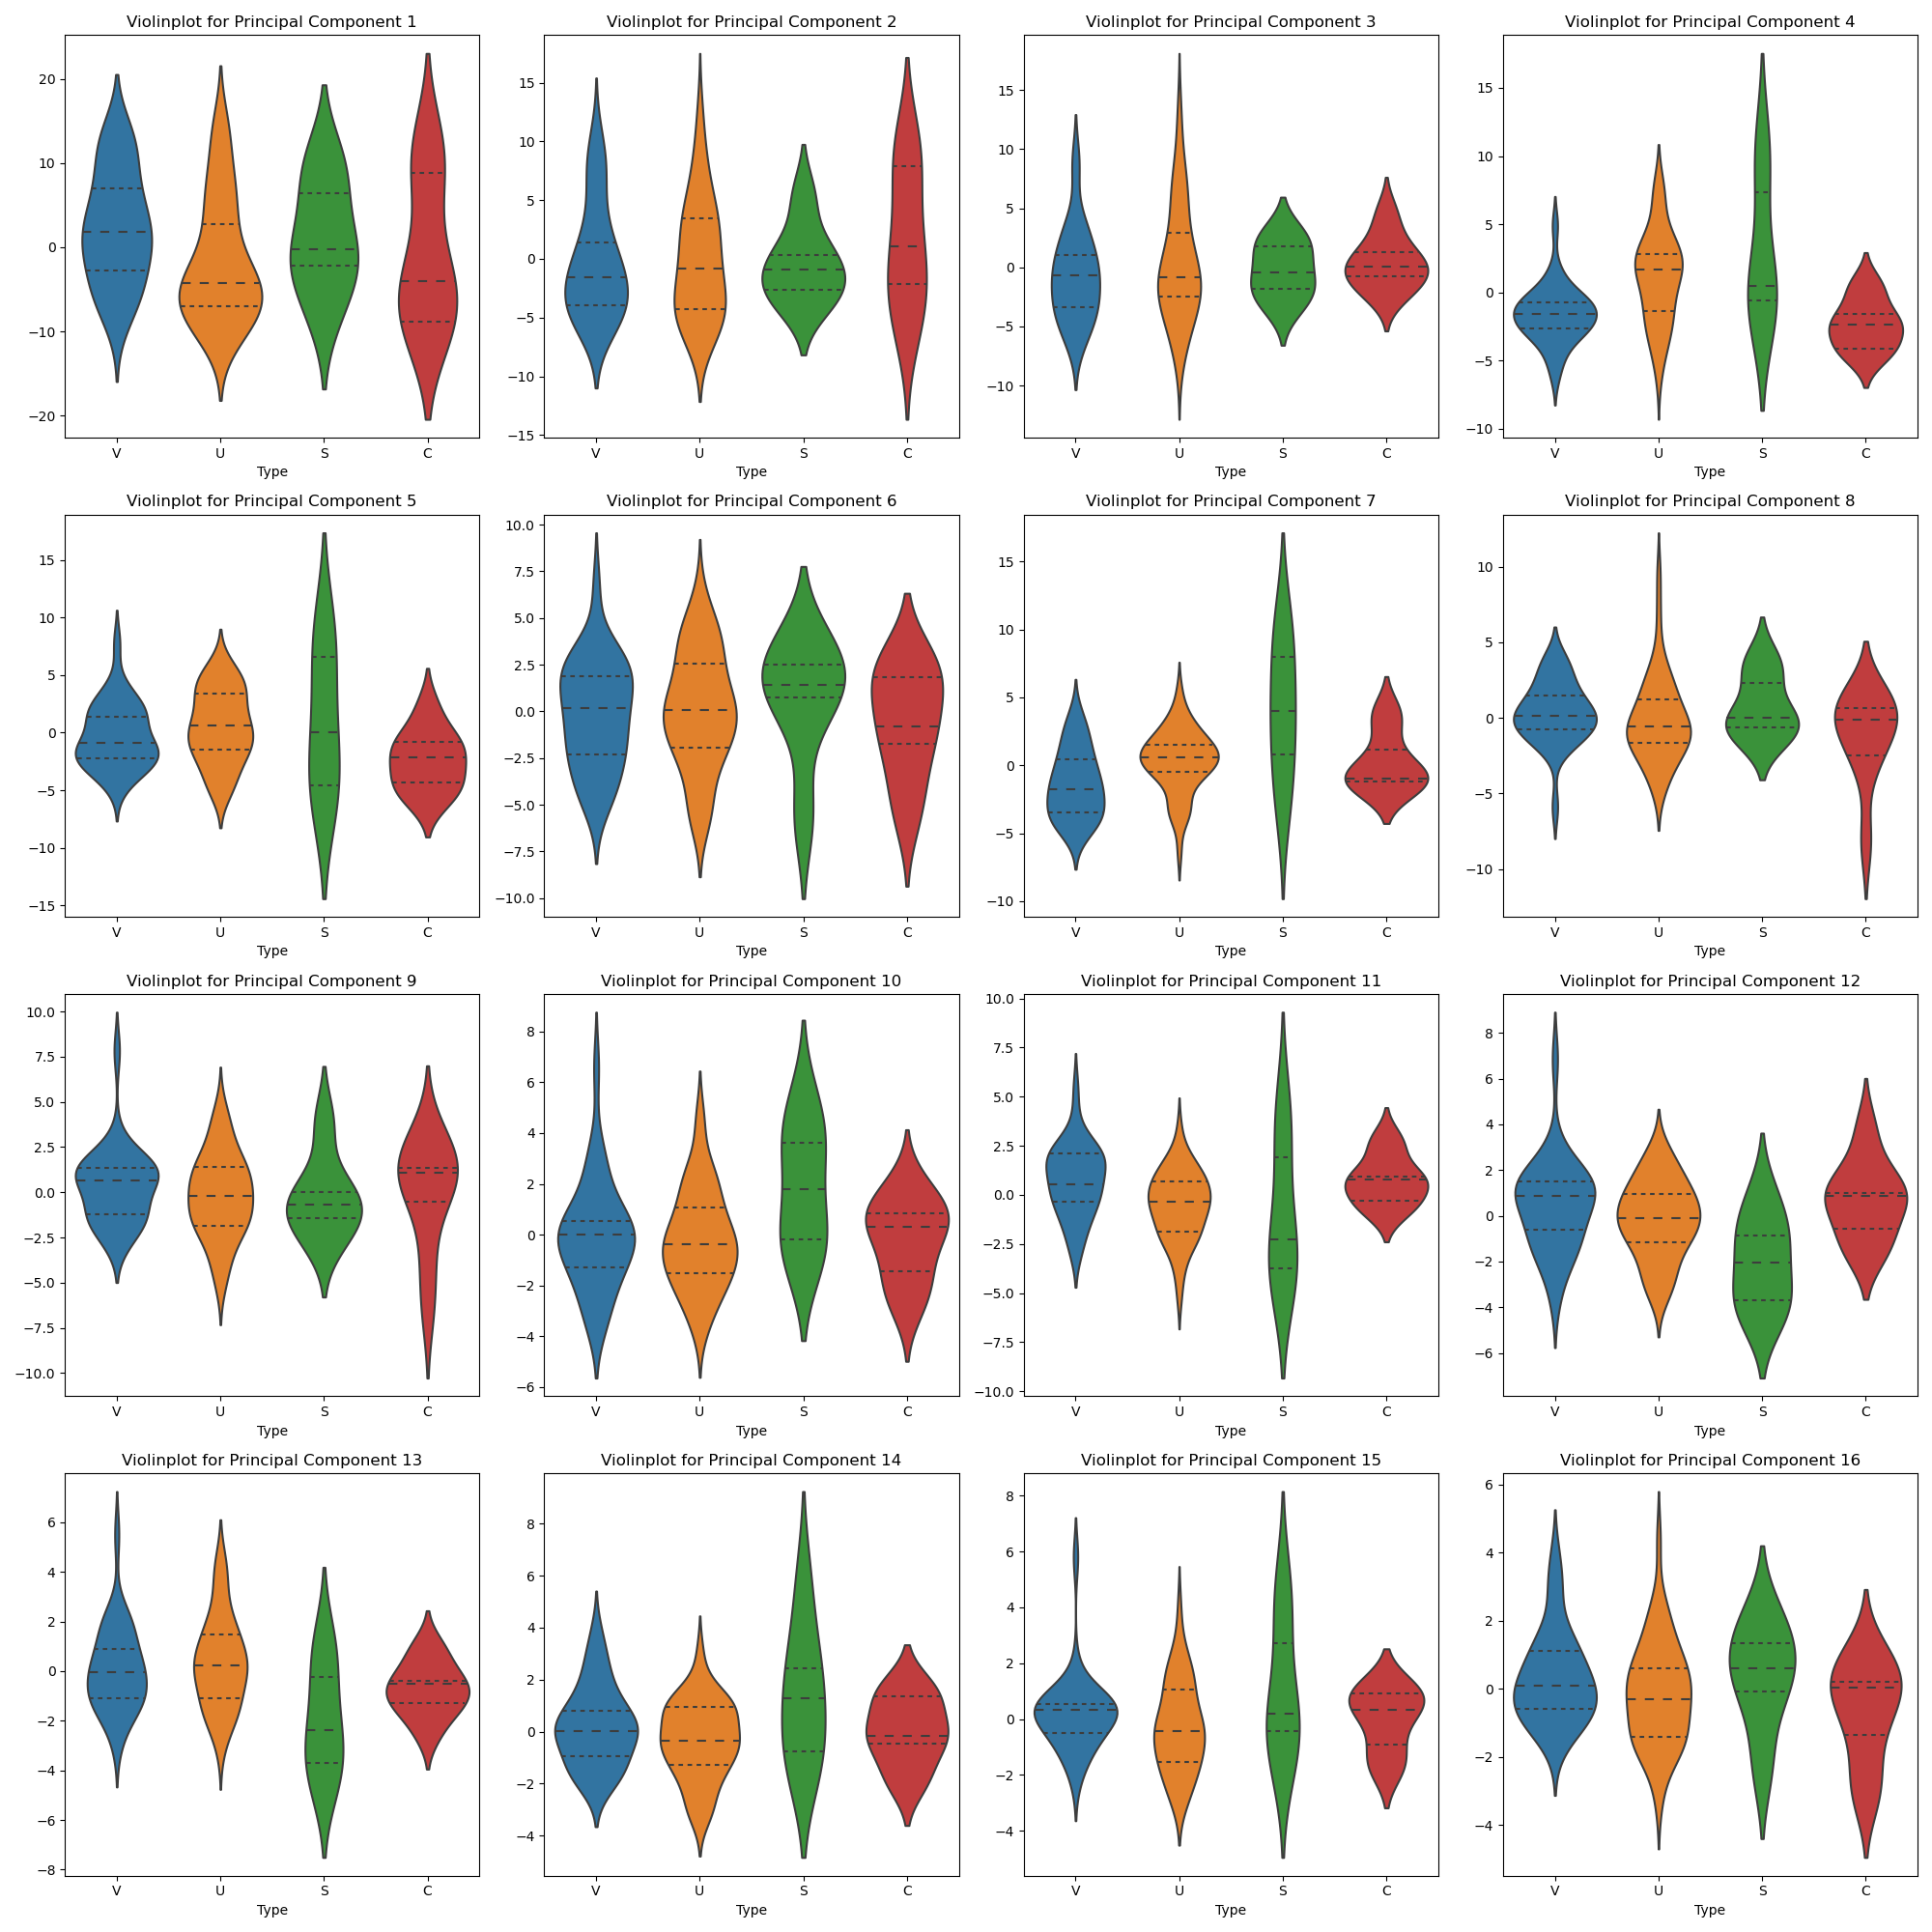 Violinplot for Principal Component 1
20
10
0
−10
−20
V U S C
Type
Violinplot for Principal Component 2
15
10
5
0
−5
−10
−15
V U S C
Type
Violinplot for Principal Component 3
15
10
5
0
−5
−10
V U S C
Type
Violinplot for Principal Component 4
15
10
5
0
−5
−10
V U S C
Type
Violinplot for Principal Component 5
15
10
5
0
−5
−10
−15
V U S C
Type
Violinplot for Principal Component 6
10.0
7.5
5.0
2.5
0.0
−2.5
−5.0
−7.5
−10.0
V U S C
Type
Violinplot for Principal Component 7
15
10
5
0
−5
−10
V U S C
Type
Violinplot for Principal Component 8
10
5
0
−5
−10
V U S C
Type
Violinplot for Principal Component 9
10.0
7.5
5.0
2.5
0.0
−2.5
−5.0
−7.5
−10.0
V U S C
Type
Violinplot for Principal Component 10
8
6
4
2
0
−2
−4
−6
V U S C
Type
Violinplot for Principal Component 11
10.0
7.5
5.0
2.5
0.0
−2.5
−5.0
−7.5
−10.0
V U S C
Type
Violinplot for Principal Component 12
8
6
4
2
0
−2
−4
−6
V U S C
Type
Violinplot for Principal Component 13
6
4
2
0
−2
−4
−6
−8
V U S C
Type
Violinplot for Principal Component 14
8
6
4
2
0
−2
−4
V U S C
Type
Violinplot for Principal Component 15
8
6
4
2
0
−2
−4
V U S C
Type
Violinplot for Principal Component 16
6
4
2
0
−2
−4
V U S C
Type